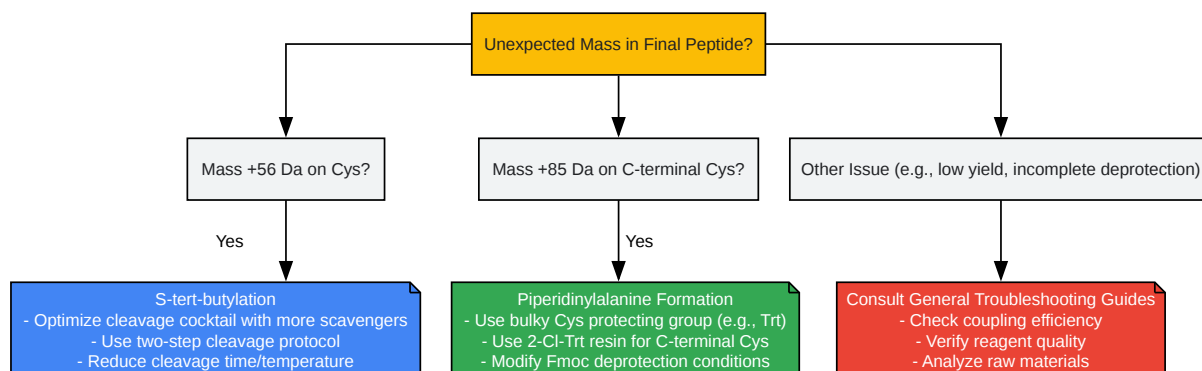 Unexpected Mass in Final Peptide?
Mass +56 Da on Cys?
Mass +85 Da on C-terminal Cys?
Other Issue (e.g., low yield, incomplete deprotection)
Yes
Yes
S-tert-butylation
- Optimize cleavage cocktail with more scavengers
- Use two-step cleavage protocol
- Reduce cleavage time/temperature
Piperidinylalanine Formation
- Use bulky Cys protecting group (e.g., Trt)
- Use 2-Cl-Trt resin for C-terminal Cys
- Modify Fmoc deprotection conditions
Consult General Troubleshooting Guides
- Check coupling efficiency
- Verify reagent quality
- Analyze raw materials